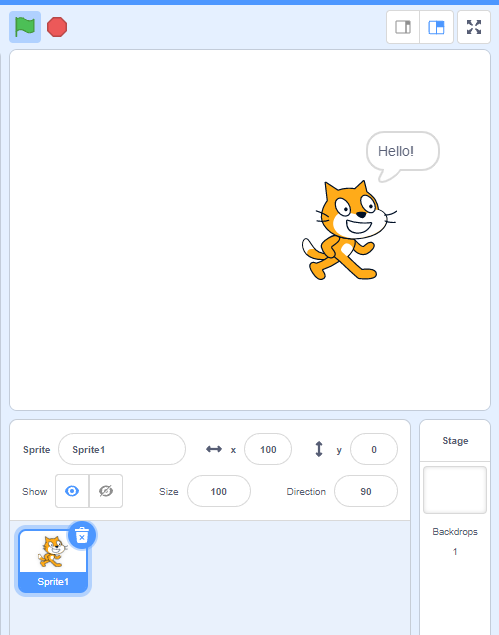 Hello!
Sprite Sprite1 x 100 y 0
Show Size 100 Direction 90
Sprite1
Stage
Backdrops
1